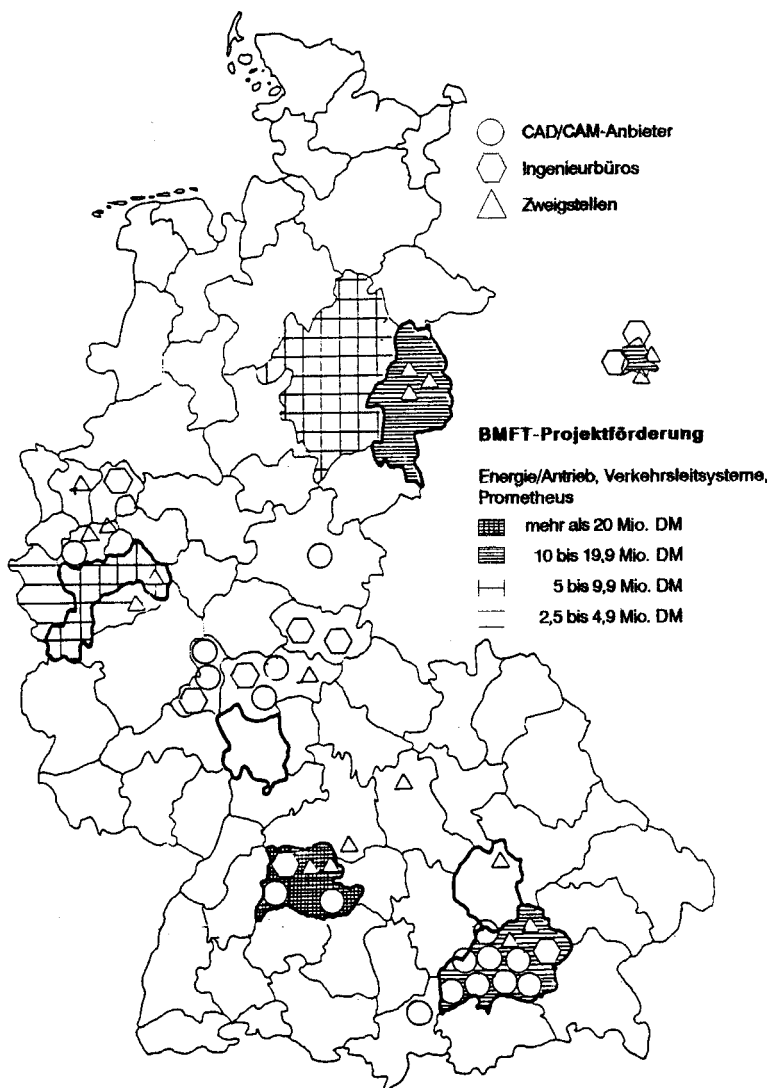 CAD/CAM-Anbieter
Ingenieurbüros
Zweigstellen
BMFT-Projektförderung
Energie/Antrieb, Verkehrsleitsysteme,
Prometheus
mehr als 20 Mio. DM
10 bis 19,9 Mio. DM
5 bis 9,9 Mio. DM
2,5 bis 4,9 Mio. DM